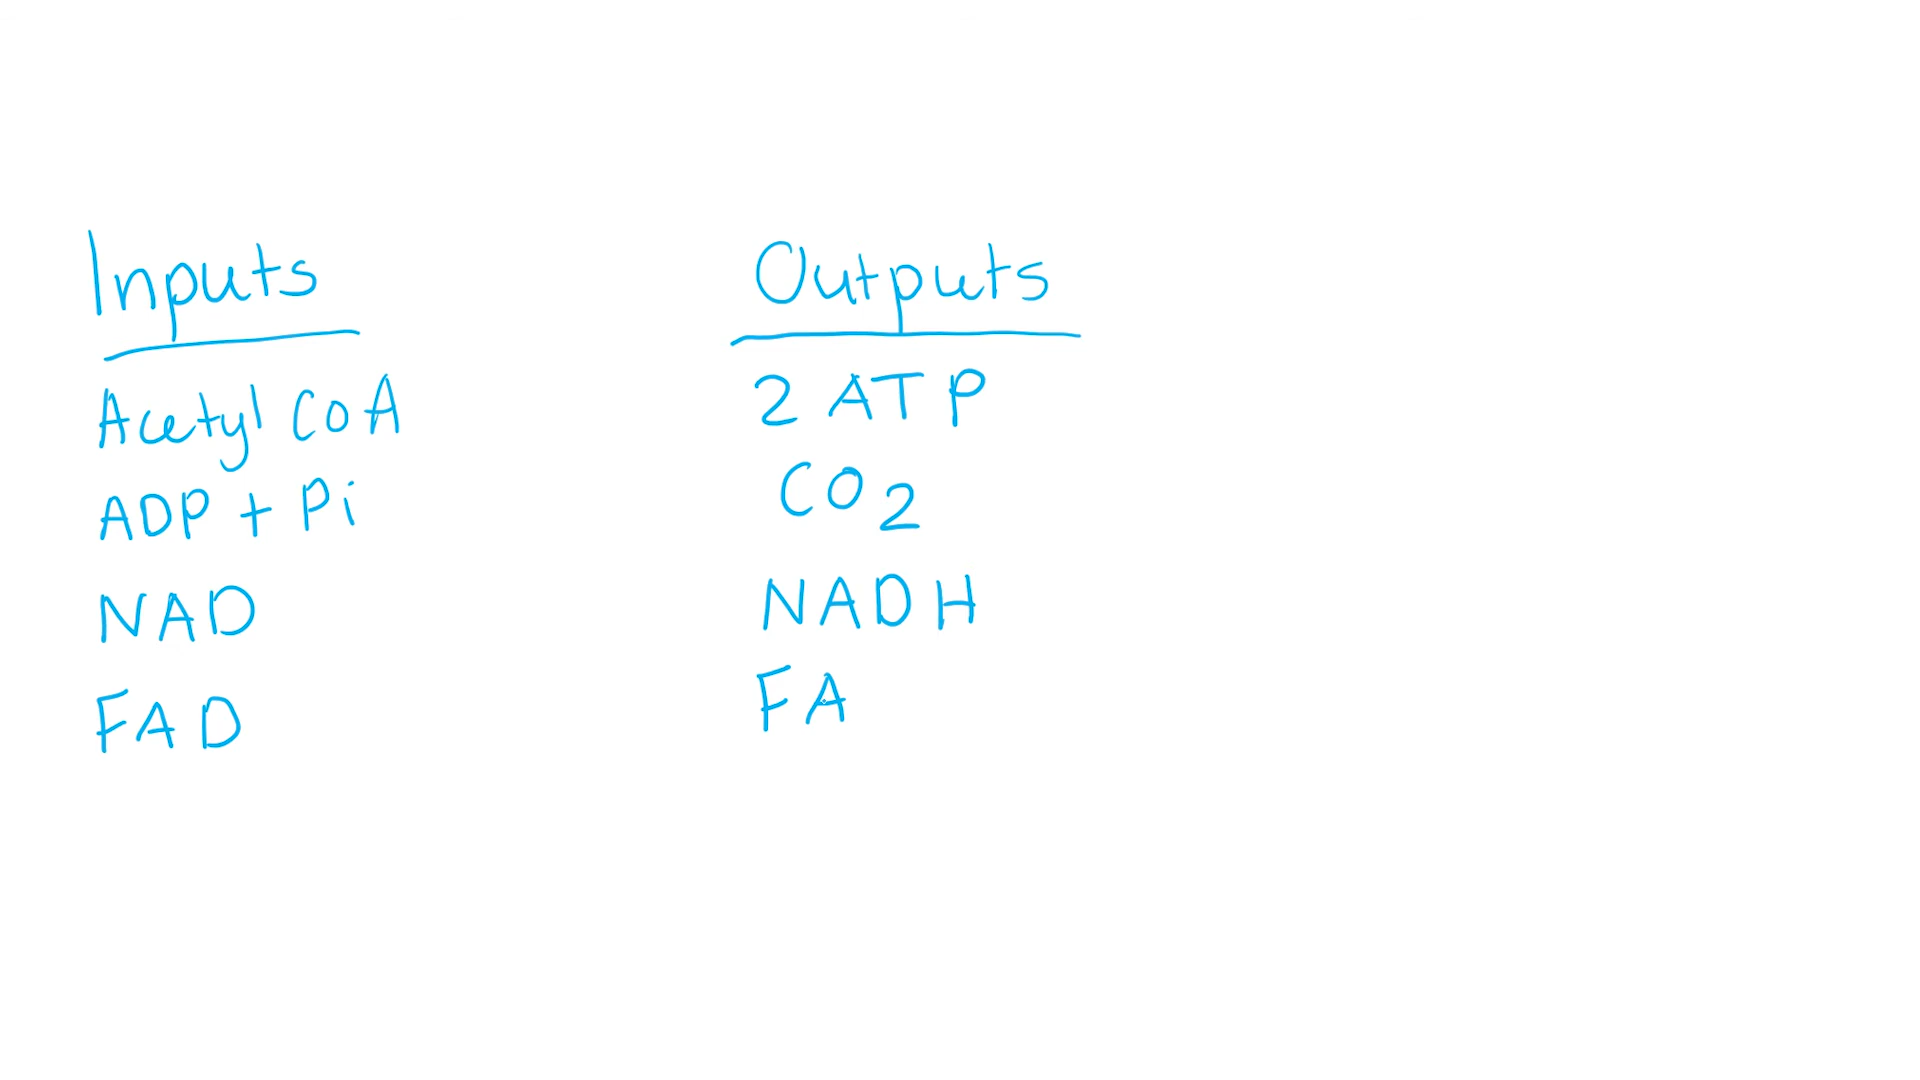 Inputs
Acetyl CoA
ADP + Pi
NAD
FAD
Outputs
2 ATP
CO2
NADH
FA